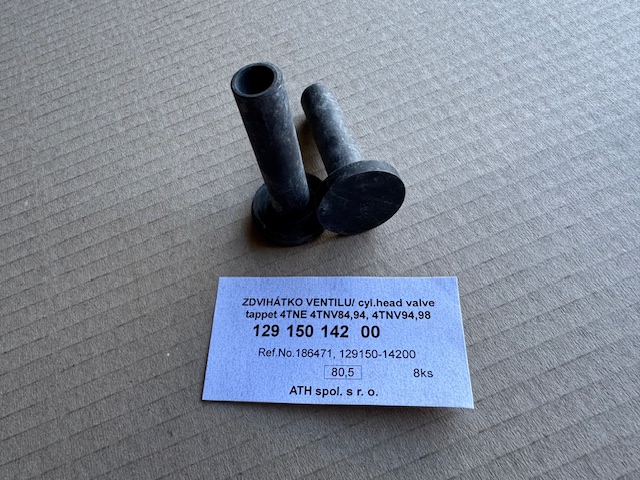 ZDVIHÁTKO VENTILU/ cyl.head valve
tappet 4TNE 4TNV84,94, 4TNV94,98
129 150 142 00
Ref.No.186471, 129150-14200
80,5 8ks
ATH spol. s r. o.